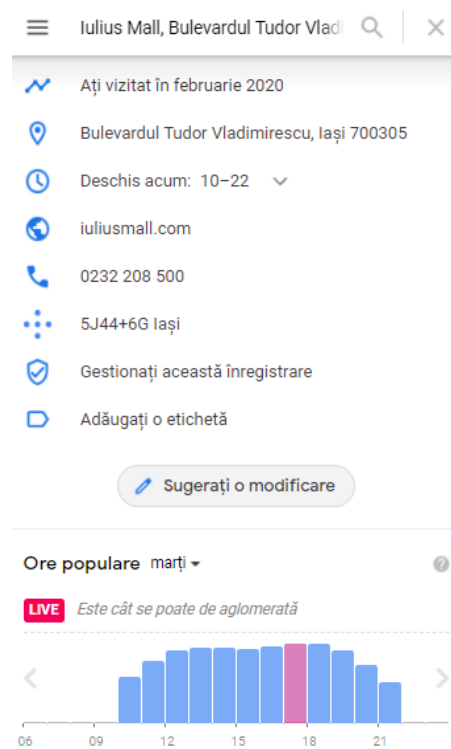 Iulius Mall, Bulevardul Tudor Vlad
Ați vizitat în februarie 2020
Bulevardul Tudor Vladimirescu, Iași 700305
Deschis acum: 10–22
iuliusmall.com
0232 208 500
5J44+6G Iași
Gestionați această înregistrare
Adăugați o etichetă
Sugerați o modificare
Ore populare marți
?
LIVE Este cât se poate de aglomerată
06 09 12 15 18 21